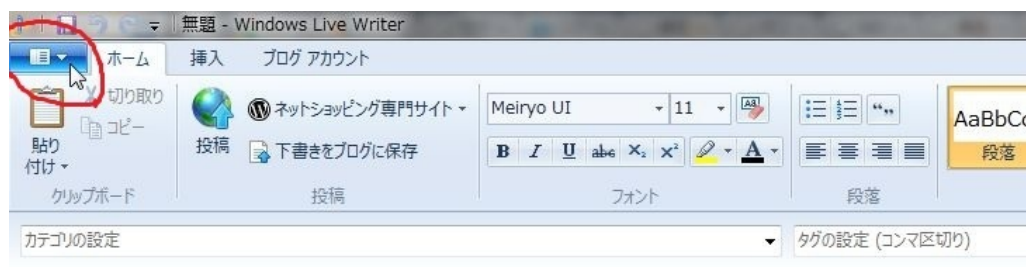 無題 - Windows Live Writer
ホーム 挿入 ブログ アカウント
切り取り
コピー
貼り
付け
クリップボード
投稿
ネットショッピング専門サイト
下書きをブログに保存
投稿
Meiryo UI 11
B I U abc X₂ x² A
フォント
段落
AaBbCc
段落
カテゴリの設定
タグの設定 (コンマ区切り)